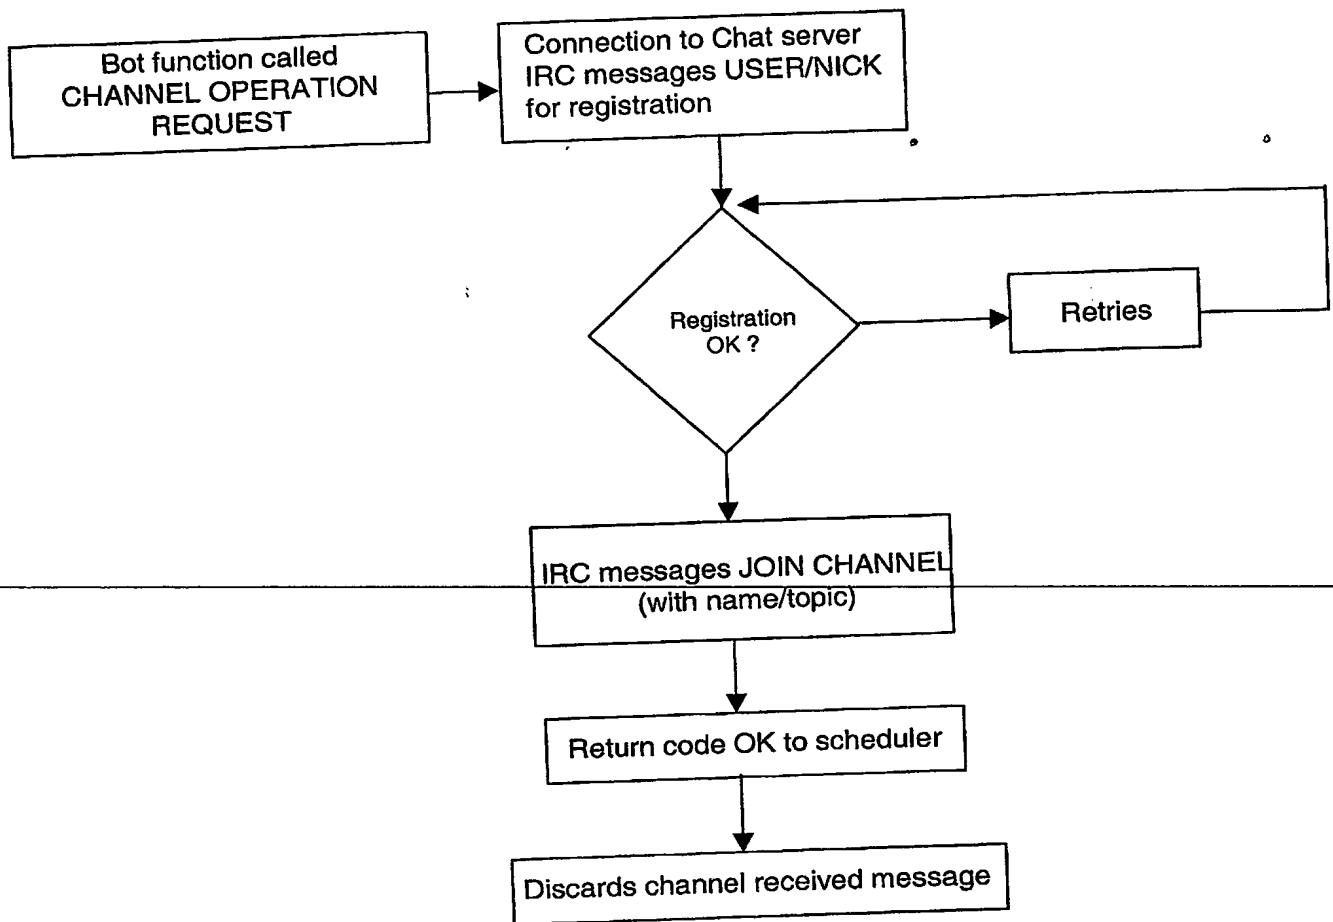 Bot function called
CHANNEL OPERATION
REQUEST
Connection to Chat server
IRC messages USER/NICK
for registration
Registration
OK ?
Retries
IRC messages JOIN CHANNEL
(with name/topic)
Return code OK to scheduler
Discards channel received message